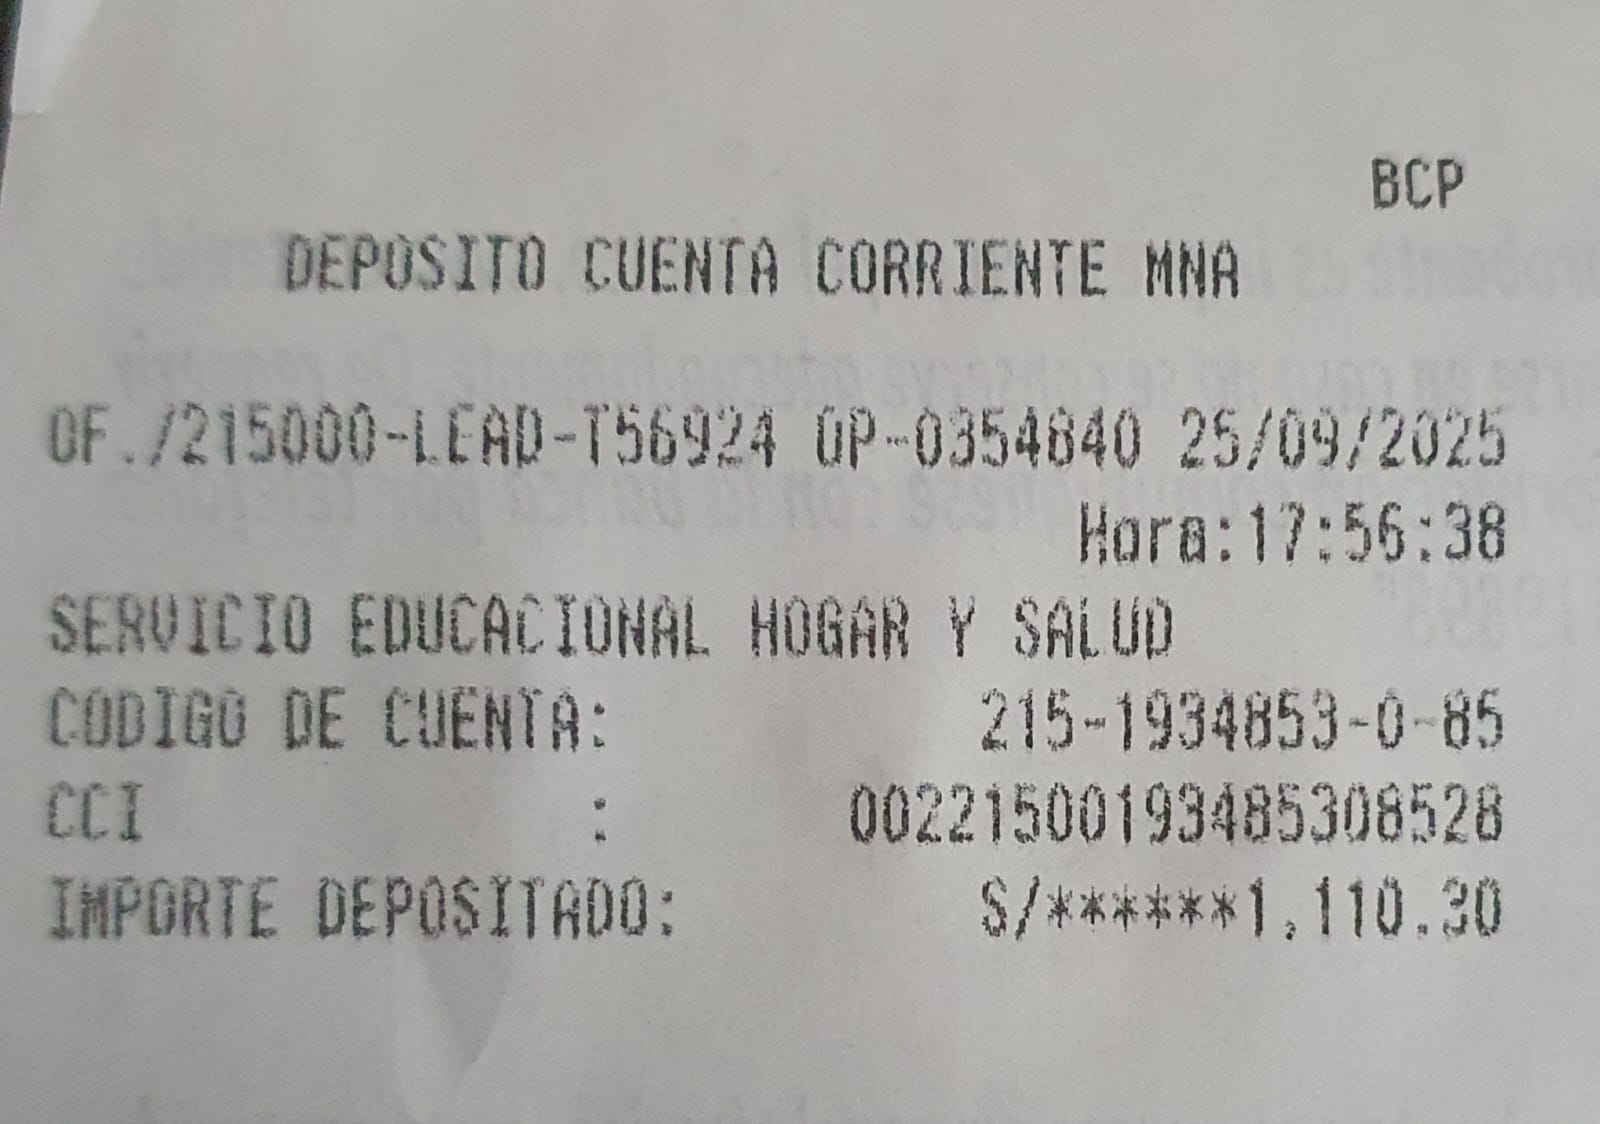 BCP
DEPOSITO CUENTA CORRIENTE MNA
OF./215000-LEAD-T56924 OP-0354840 25/09/2025
Hora:17:56:38
SERVICIO EDUCACIONAL HOGAR Y SALUD
CODIGO DE CUENTA: 215-1934853-0-85
CCI : 00221500193485308528
IMPORTE DEPOSITADO: S/******1,110.30